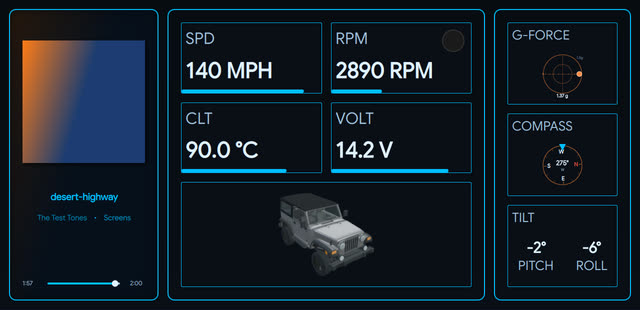 desert-highway
The Test Tones • Screens
1:57
2:00
SPD
140 MPH
RPM
2890 RPM
CLT
90.0 °C
VOLT
14.2 V
G-FORCE
1.37 g
COMPASS
W
S
275°
W
N
E
TILT
-2°
PITCH
-6°
ROLL